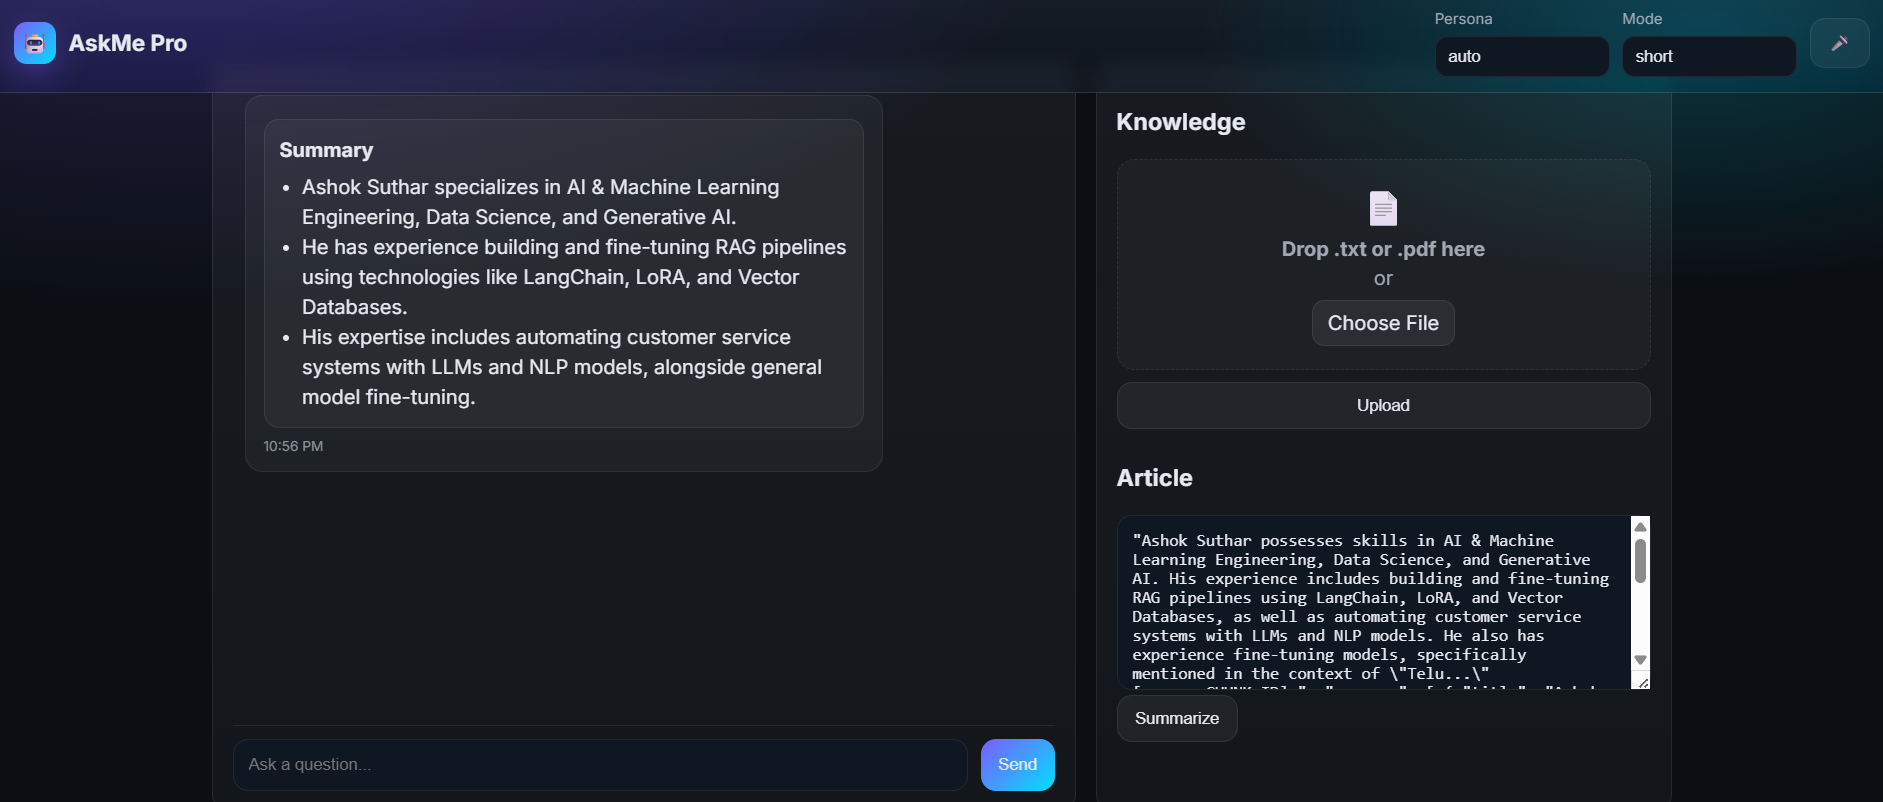 AskMe Pro
Persona
auto
Mode
short
Summary
• Ashok Suthar specializes in AI & Machine Learning
Engineering, Data Science, and Generative AI.
• He has experience building and fine-tuning RAG pipelines
using technologies like LangChain, LoRA, and Vector
Databases.
• His expertise includes automating customer service
systems with LLMs and NLP models, alongside general
model fine-tuning.
10:56 PM
Ask a question...
Send
Knowledge
Drop .txt or .pdf here
or
Choose File
Upload
Article
"Ashok Suthar possesses skills in AI & Machine
Learning Engineering, Data Science, and Generative
AI. His experience includes building and fine-tuning
RAG pipelines using LangChain, LoRA, and Vector
Databases, as well as automating customer service
systems with LLMs and NLP models. He also has
experience fine-tuning models, specifically
mentioned in the context of \"Telu...\"
Summarize